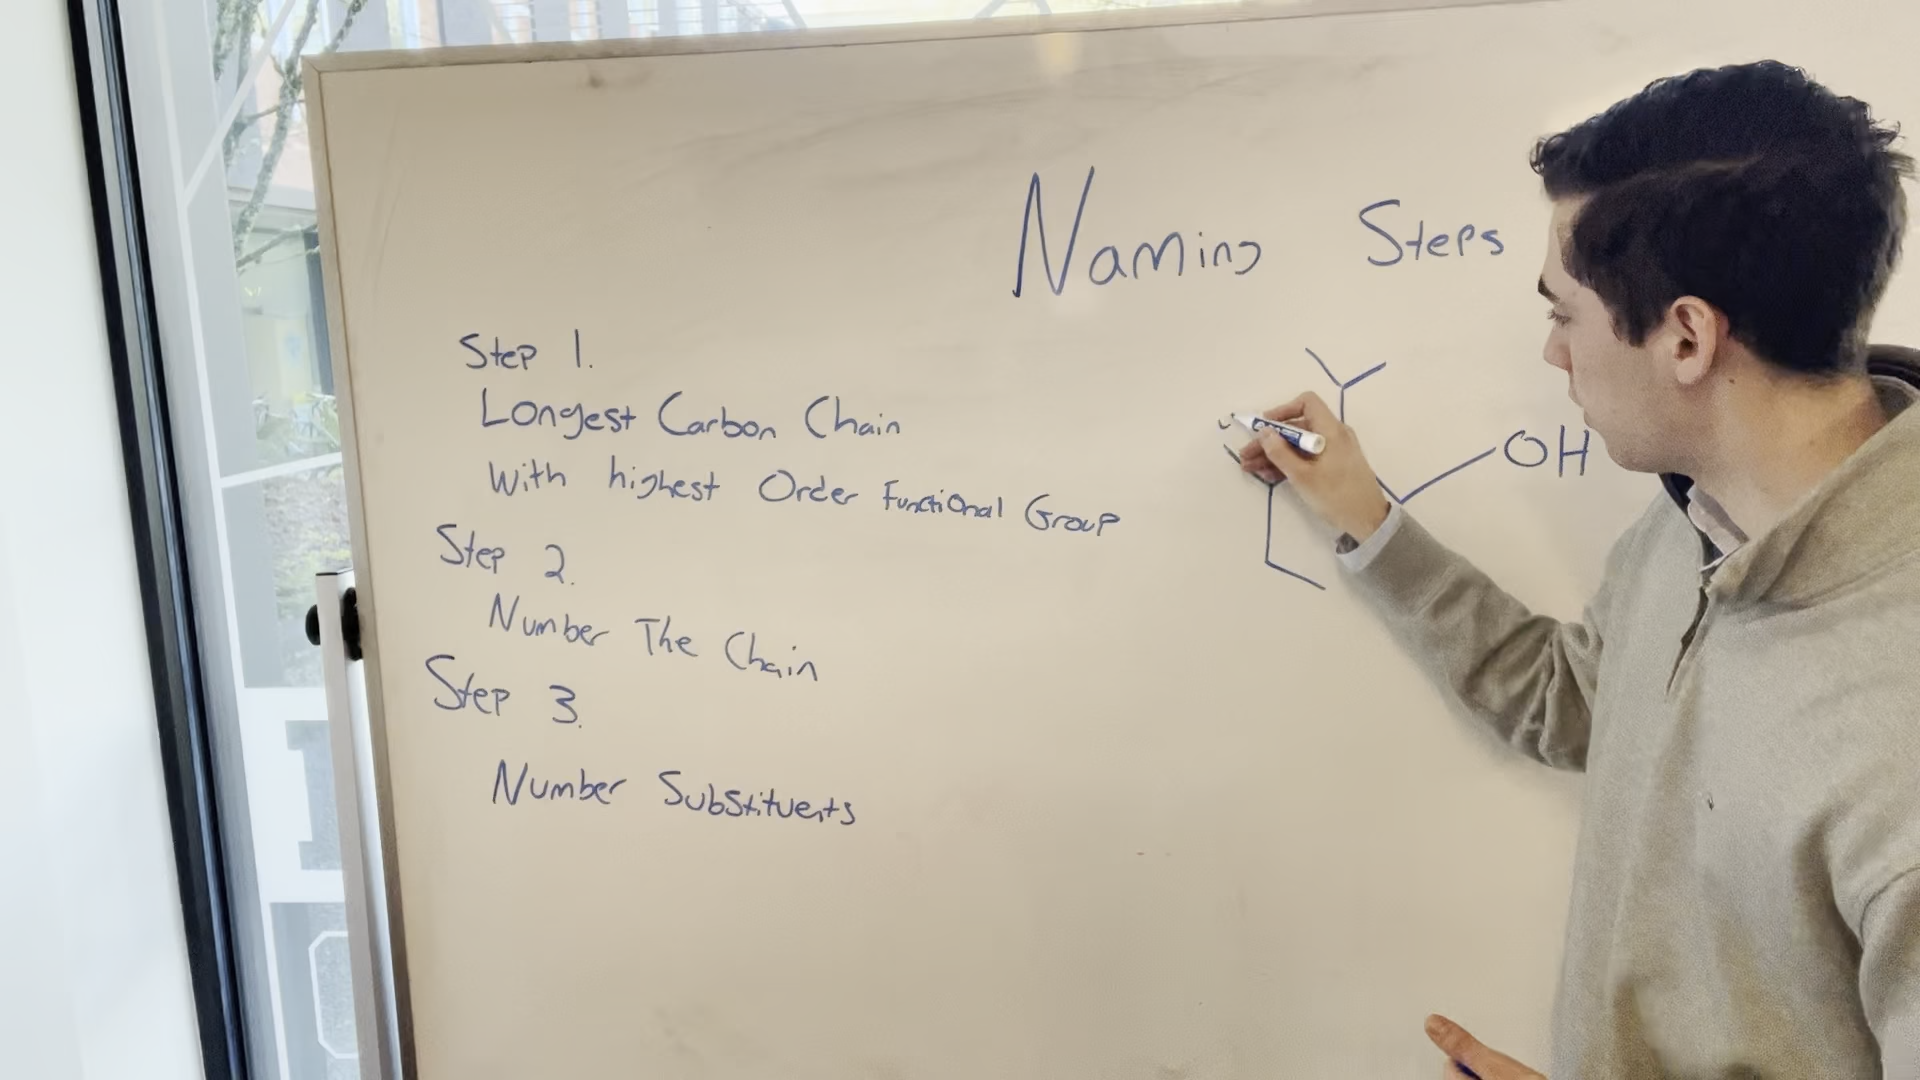 Naming Steps
Step 1.
Longest Carbon Chain
With highest Order Functional Group
Step 2.
Number The Chain
Step 3.
Number Substituents
OH